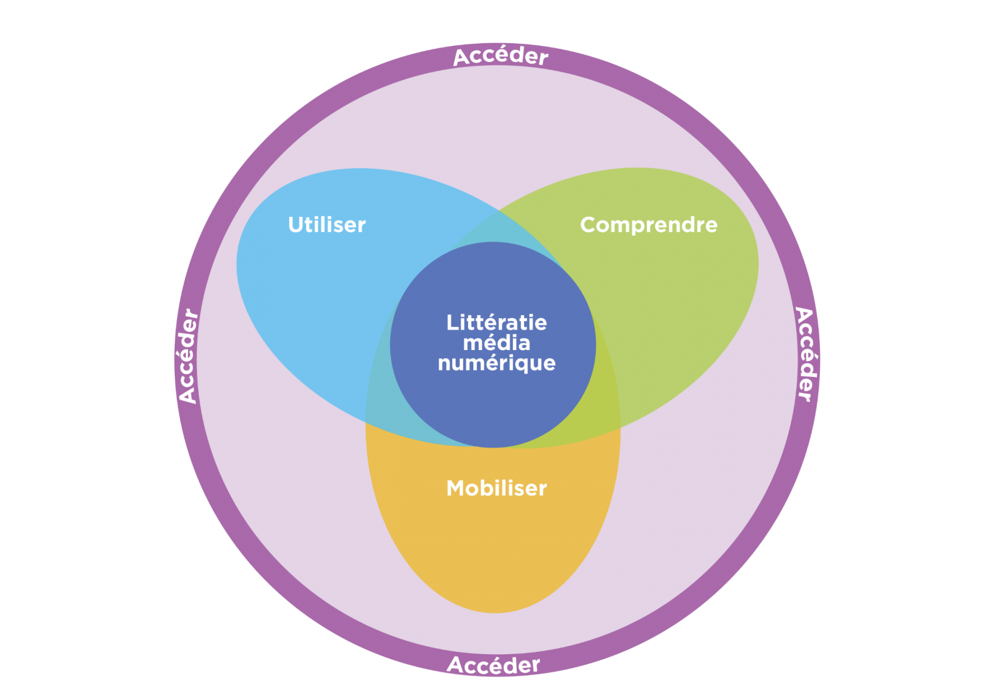 Accéder
Utiliser
Comprendre
Littératie
média
numérique
Accéder
Accéder
Mobiliser
Accéder